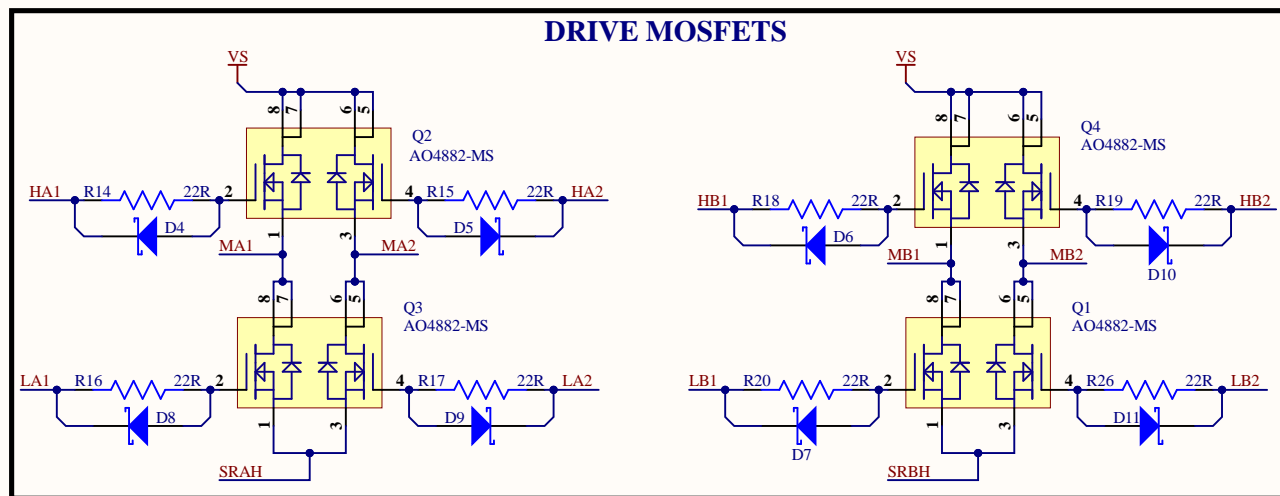 DRIVE MOSFETS
VS
VS
8
7
6
5
Q2
AO4882-MS
8
7
6
5
Q4
AO4882-MS
HA1
R14
22R
2
4
R15
22R
HA2
D4
D5
HB1
R18
22R
2
4
R19
22R
HB2
D6
D10
1
3
MA1
MA2
1
3
MB1
MB2
8
7
6
5
Q3
AO4882-MS
8
7
6
5
Q1
AO4882-MS
LA1
R16
22R
2
4
R17
22R
LA2
D8
D9
LB1
R20
22R
2
4
R26
22R
LB2
D7
D11
1
3
SRAH
1
3
SRBH